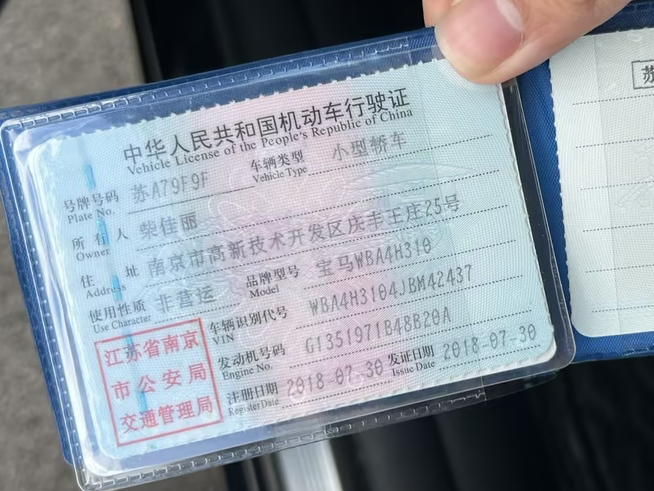 中华人民共和国机动车行驶证
Vehicle License of the People's Republic of China
号牌号码 苏A79F9F 车辆类型 小型轿车
Plate No. Vehicle Type
所有人 柴佳丽
Owner
住址 南京市高新技术开发区庆丰王庄25号
Address
使用性质 非营运 品牌型号 宝马WBA4H310
Use Character Model
车辆识别代号 WBA4H3104JBM42437
VIN
发动机号码 G1351971B48B20A
Engine No.
注册日期 2018-07-30 发证日期 2018-07-30
Register Date Issue Date
江苏省南京
市公安局
交通管理局
苏